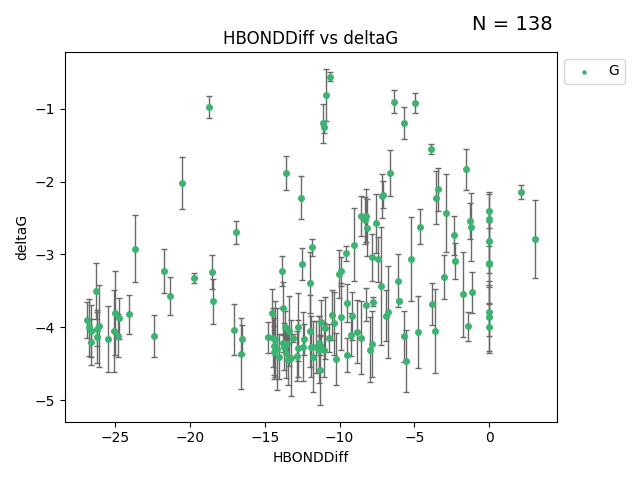 N = 138
HBONDDiff vs deltaG
G
deltaG
−1
−2
−3
−4
−5
−25
−20
−15
−10
−5
0
HBONDDiff